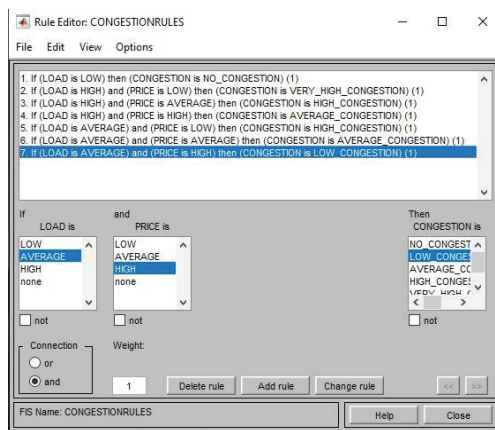 Rule Editor: CONGESTIONRULES
File Edit View Options
1. If (LOAD is LOW) then (CONGESTION is NO_CONGESTION) (1)
2. If (LOAD is HIGH) and (PRICE is LOW) then (CONGESTION is VERY_HIGH_CONGESTION) (1)
3. If (LOAD is HIGH) and (PRICE is AVERAGE) then (CONGESTION is HIGH_CONGESTION) (1)
4. If (LOAD is HIGH) and (PRICE is HIGH) then (CONGESTION is AVERAGE_CONGESTION) (1)
5. If (LOAD is AVERAGE) and (PRICE is LOW) then (CONGESTION is HIGH_CONGESTION) (1)
6. If (LOAD is AVERAGE) and (PRICE is AVERAGE) then (CONGESTION is AVERAGE_CONGESTION) (1)
7. If (LOAD is AVERAGE) and (PRICE is HIGH) then (CONGESTION is LOW_CONGESTION) (1)
If and Then
LOAD is PRICE is CONGESTION is
LOW LOW NO_CONGEST
AVERAGE AVERAGE LOW_CONGES
HIGH HIGH AVERAGE_CO
none none HIGH_CONGES
VERY_HIGH_C
not not not
Connection Weight:
or
and 1 Delete rule Add rule Change rule << >>
FIS Name: CONGESTIONRULES Help Close